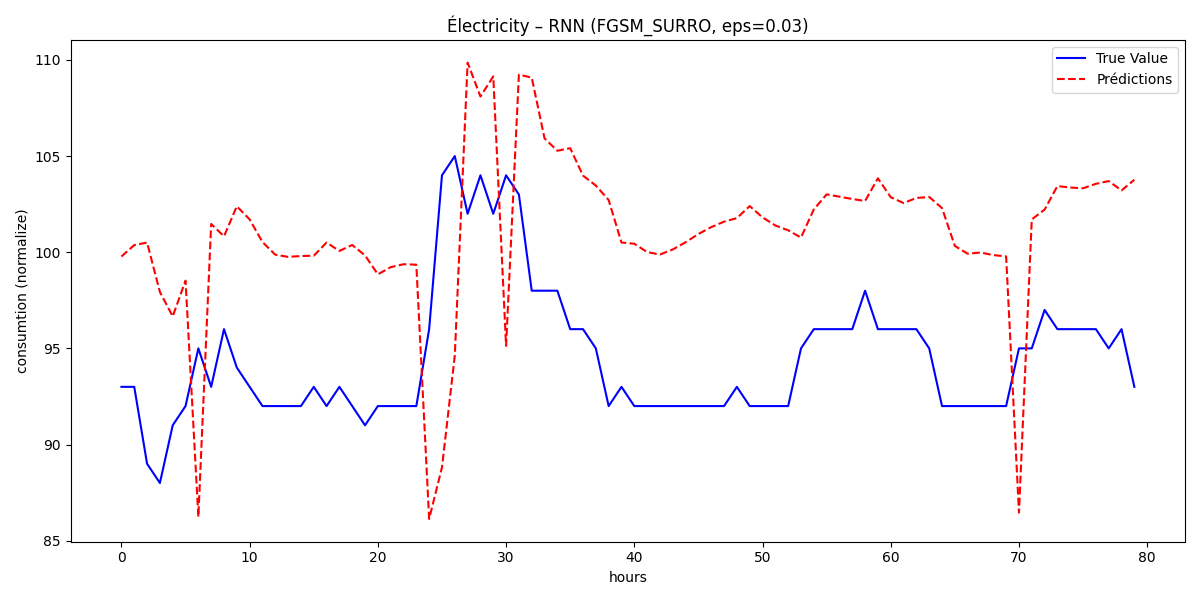 Électricity – RNN (FGSM_SURRO, eps=0.03)
True Value
Prédictions
consumtion (normalize)
110
105
100
95
90
85
0 10 20 30 40 50 60 70 80
hours